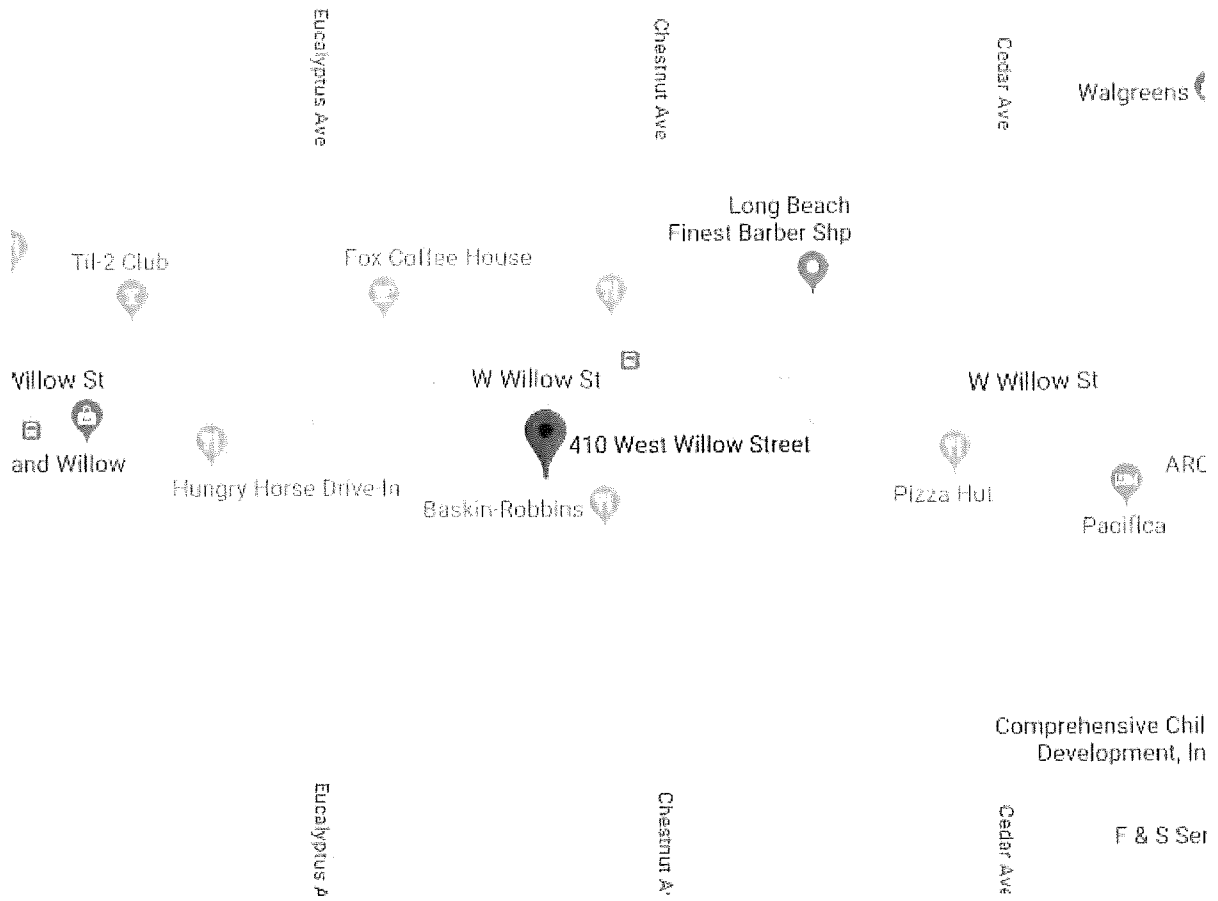 Eucalyptus Ave
Chestnut Ave
Cedar Ave
Walgreens
Long Beach
Finest Barber Shp
Til-2 Club
Fox Coffee House
Willow St
W Willow St
W Willow St
410 West Willow Street
and Willow
Hungry Horse Drive-In
Baskin-Robbins
Pizza Hut
ARC
Pacifica
Comprehensive Chil
Development, In
Eucalyptus A
Chestnut A
Cedar Ave
F & S Ser